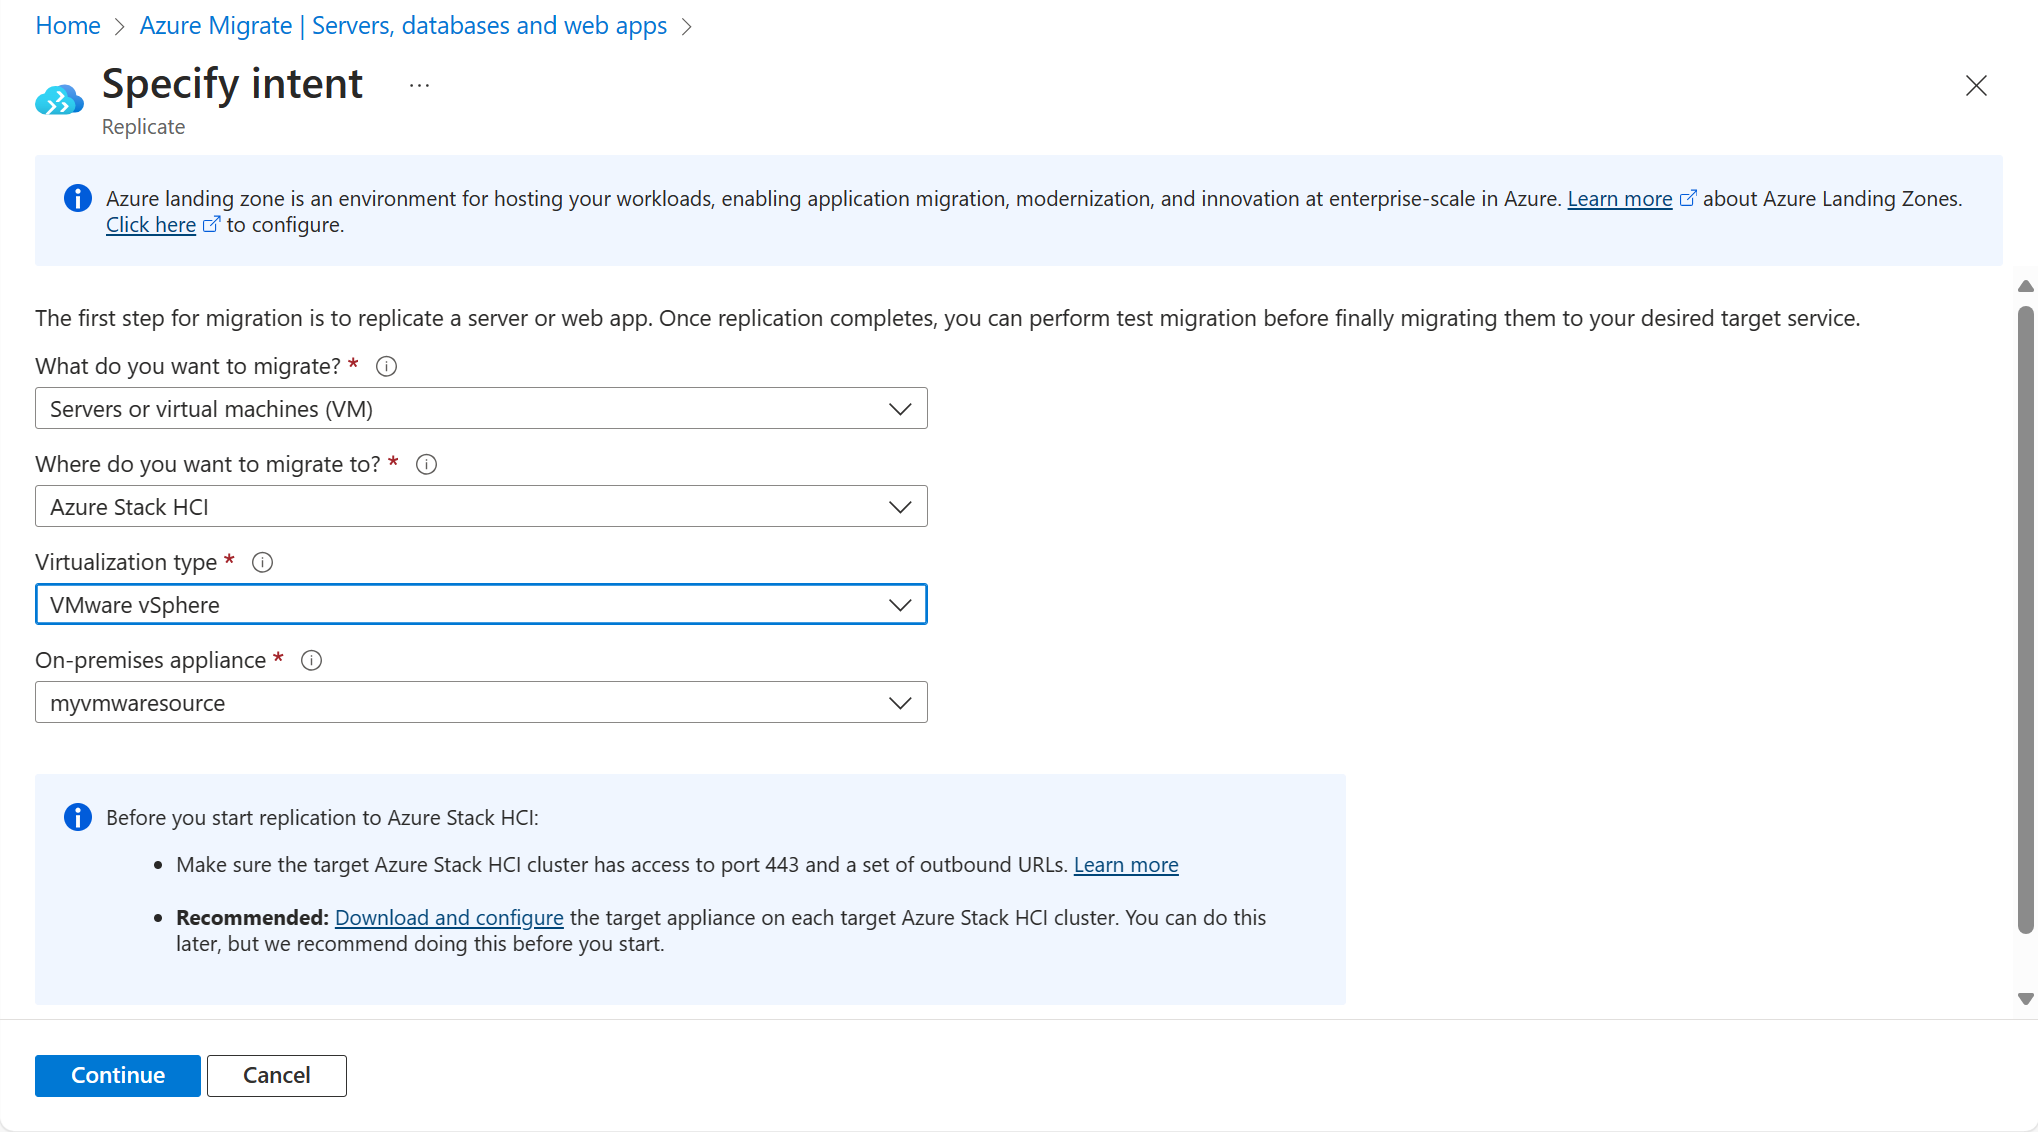 Home > Azure Migrate | Servers, databases and web apps >
Specify intent ...
Replicate
Azure landing zone is an environment for hosting your workloads, enabling application migration, modernization, and innovation at enterprise-scale in Azure. Learn more about Azure Landing Zones.
Click here to configure.
The first step for migration is to replicate a server or web app. Once replication completes, you can perform test migration before finally migrating them to your desired target service.
What do you want to migrate? *
Servers or virtual machines (VM)
Where do you want to migrate to? *
Azure Stack HCI
Virtualization type *
VMware vSphere
On-premises appliance *
myvmwaresource
Before you start replication to Azure Stack HCI:
• Make sure the target Azure Stack HCI cluster has access to port 443 and a set of outbound URLs. Learn more
• Recommended: Download and configure the target appliance on each target Azure Stack HCI cluster. You can do this
later, but we recommend doing this before you start.
Continue Cancel